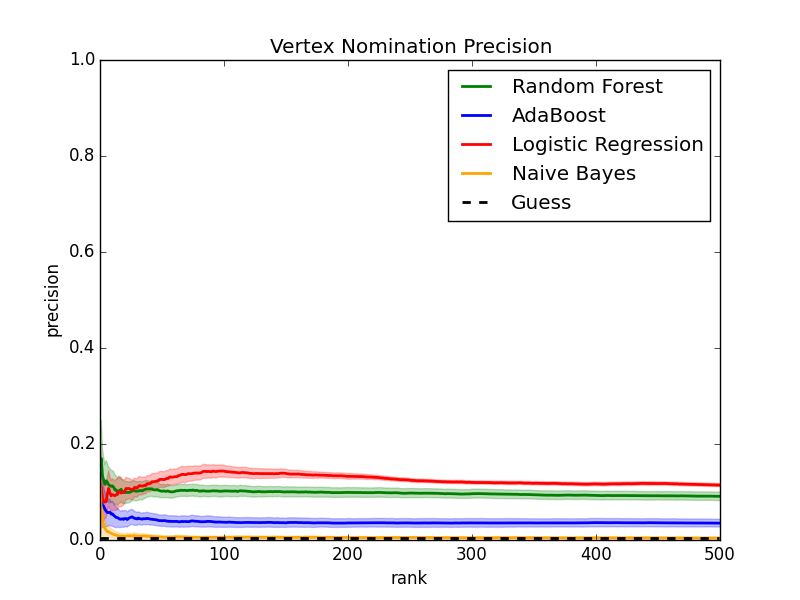 Vertex Nomination Precision
1.0
0.8
0.6
0.4
0.2
0.0
precision
Random Forest
AdaBoost
Logistic Regression
Naive Bayes
Guess
0 100 200 300 400 500
rank